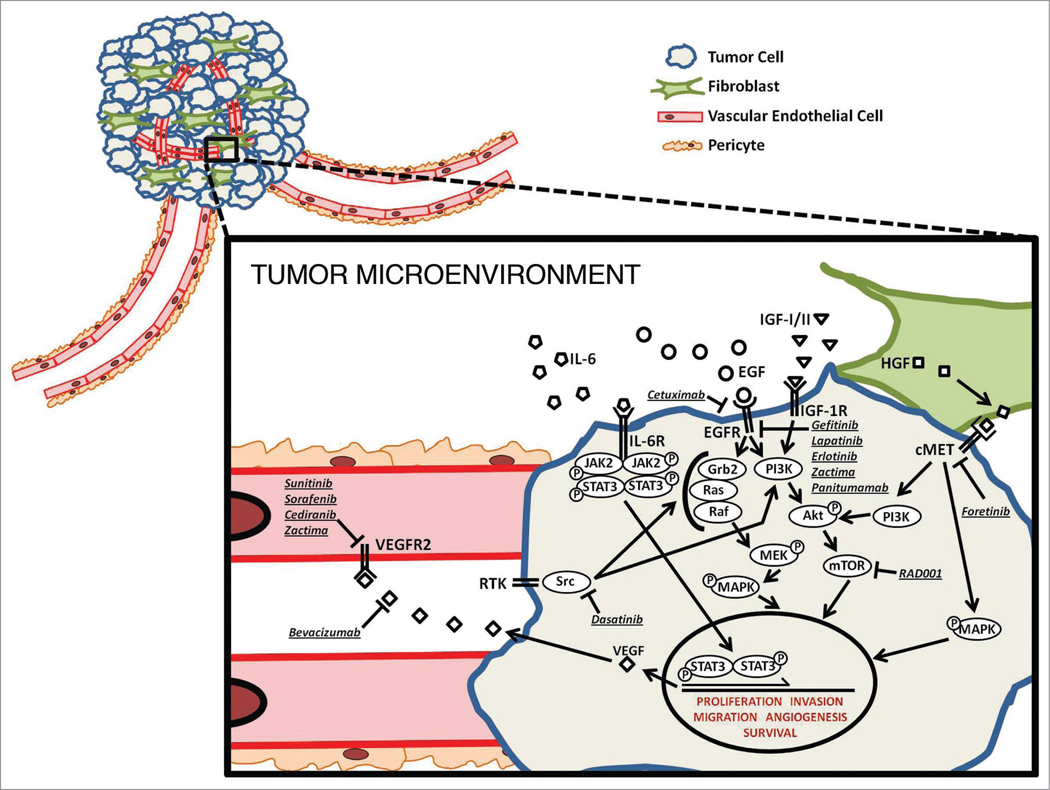 Tumor Cell
Fibroblast
Vascular Endothelial Cell
Pericyte
TUMOR MICROENVIRONMENT
IGF-I/II
IL-6
EGF
HGF
Cetuximab
IGF-1R
EGFR
Gefitinib
Lapatinib
Erlotinib
Zactima
Panitumamab
IL-6R
cMET
JAK2 JAK2 P
P STAT3 STAT3 P
P
Grb2
PI3K
Ras
Raf
Akt P
PI3K
Foretinib
Sunitinib
Sorafenib
Cediranib
Zactima
VEGFR2
MEK P
mTOR
RAD001
RTK
Src
P MAPK
Dasatinib
Bevacizumab
P MAPK
VEGF
P STAT3 STAT3 P
PROLIFERATION INVASION
MIGRATION ANGIOGENESIS
SURVIVAL